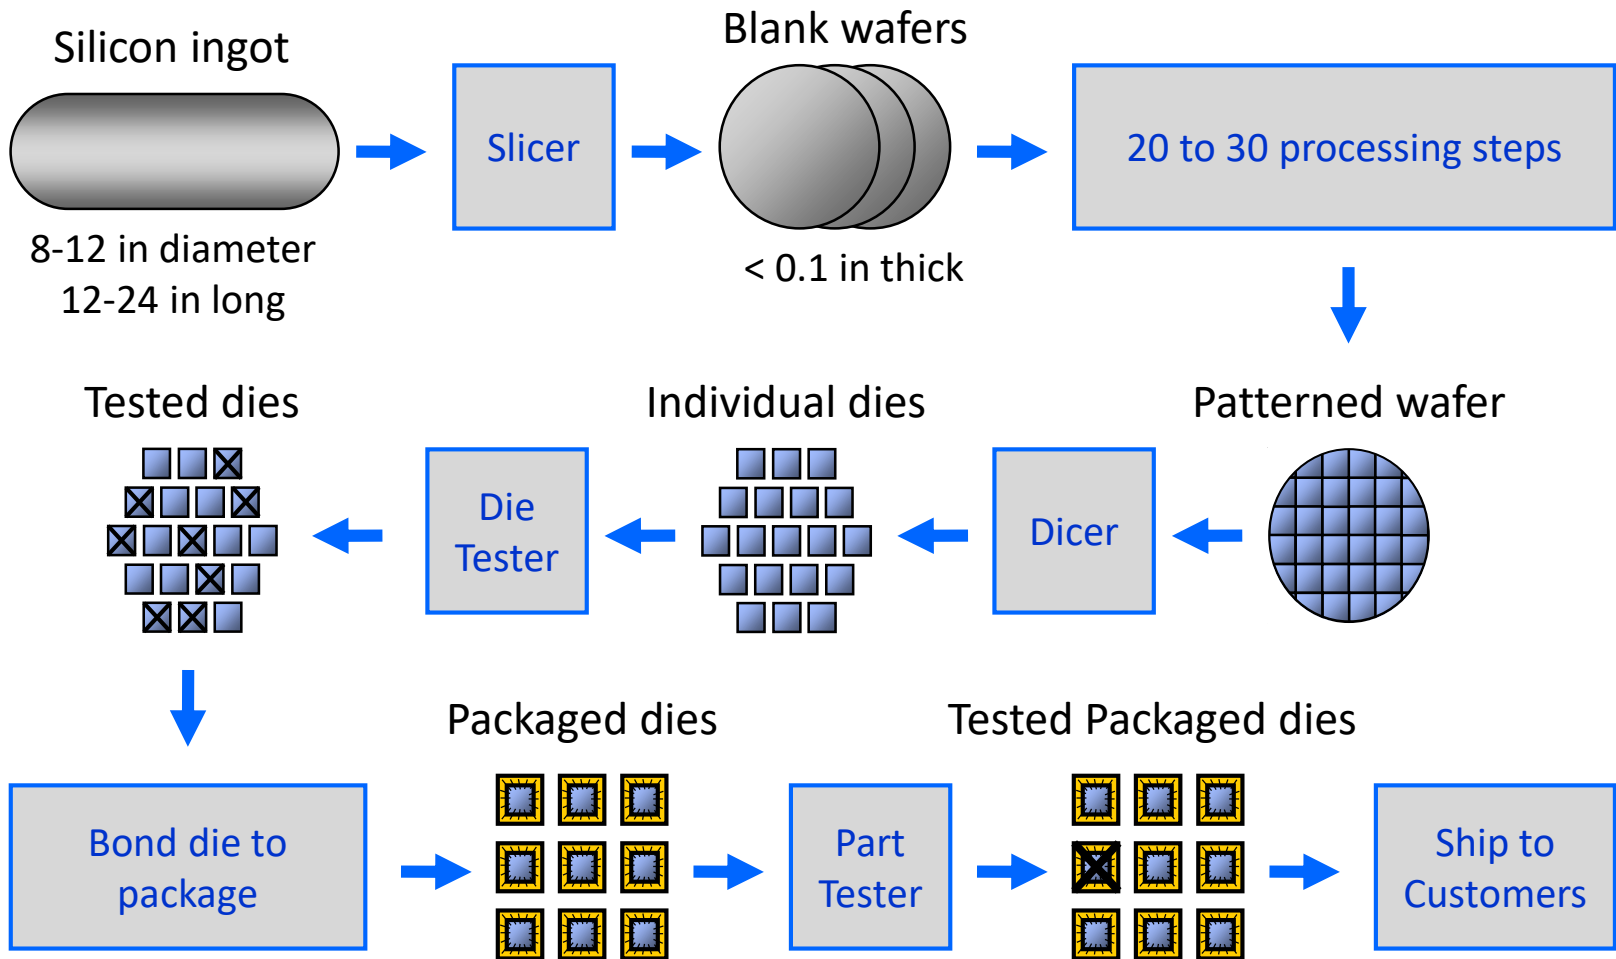 Silicon ingot
8-12 in diameter
12-24 in long
Slicer
Blank wafers
< 0.1 in thick
20 to 30 processing steps
Patterned wafer
Dicer
Individual dies
Die
Tester
Tested dies
Bond die to
package
Packaged dies
Part
Tester
Tested Packaged dies
Ship to
Customers